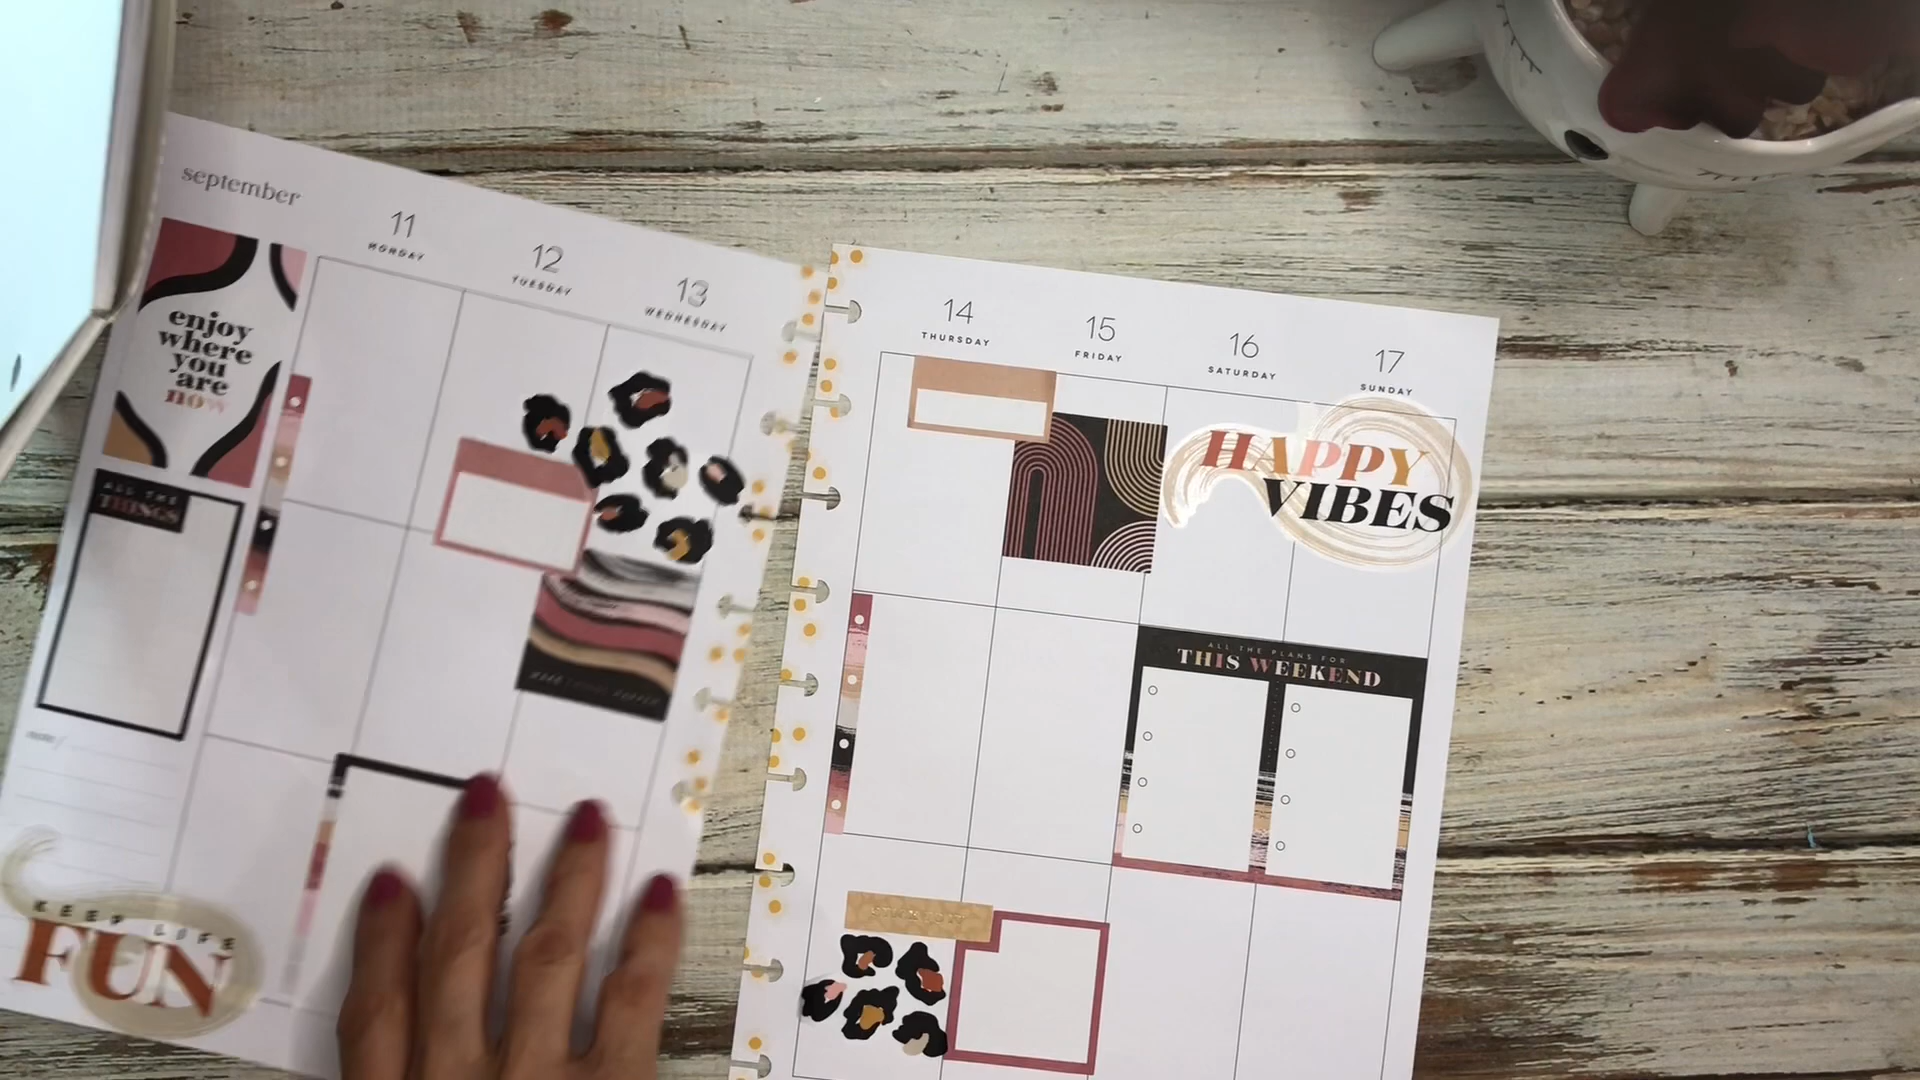 september
11
MONDAY
12
TUESDAY
13
WEDNESDAY
enjoy
where
you
are
now
ALL THE
THINGS
KEEP LIFE
FUN
14
THURSDAY
15
FRIDAY
16
SATURDAY
17
SUNDAY
HAPPY
VIBES
ALL THE PLANS FOR
THIS WEEKEND